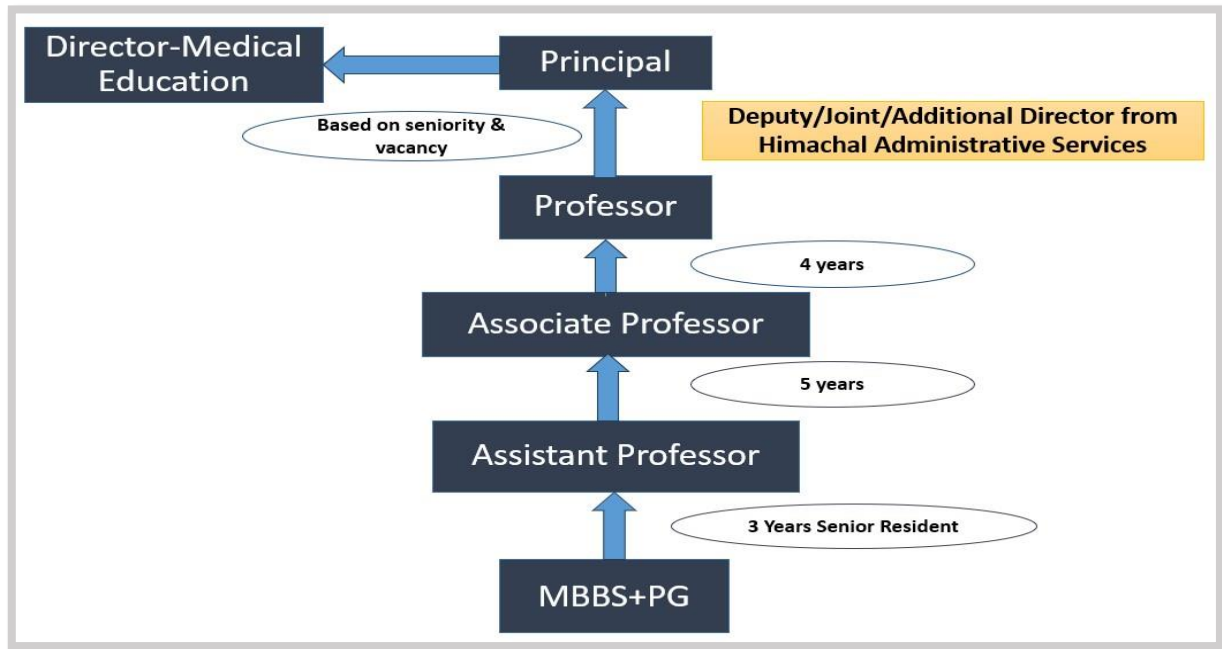 Director-Medical
Education
Principal
Based on seniority &
vacancy
Deputy/Joint/Additional Director from
Himachal Administrative Services
Professor
4 years
Associate Professor
5 years
Assistant Professor
3 Years Senior Resident
MBBS+PG